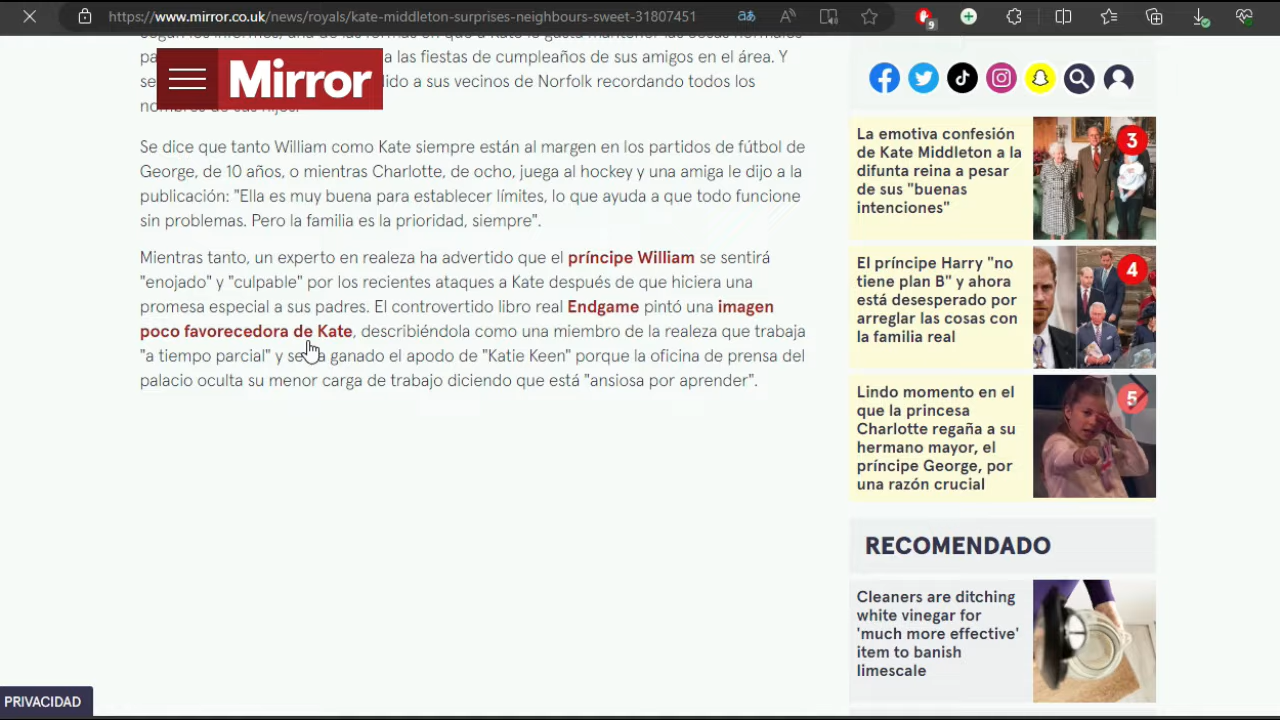 https://www.mirror.co.uk/news/royals/kate-middleton-surprises-neighbours-sweet-31807451
9
Mirror
a las fiestas de cumpleaños de sus amigos en el área. Y
dido a sus vecinos de Norfolk recordando todos los
nombres de sus hijos.
Se dice que tanto William como Kate siempre están al margen en los partidos de fútbol de
George, de 10 años, o mientras Charlotte, de ocho, juega al hockey y una amiga le dijo a la
publicación: "Ella es muy buena para establecer límites, lo que ayuda a que todo funcione
sin problemas. Pero la familia es la prioridad, siempre".
Mientras tanto, un experto en realeza ha advertido que el príncipe William se sentirá
"enojado" y "culpable" por los recientes ataques a Kate después de que hiciera una
promesa especial a sus padres. El controvertido libro real Endgame pintó una imagen
poco favorecedora de Kate, describiéndola como una miembro de la realeza que trabaja
"a tiempo parcial" y se ha ganado el apodo de "Katie Keen" porque la oficina de prensa del
palacio oculta su menor carga de trabajo diciendo que está "ansiosa por aprender".
La emotiva confesión
de Kate Middleton a la
difunta reina a pesar
de sus "buenas
intenciones"
3
El príncipe Harry "no
tiene plan B" y ahora
está desesperado por
arreglar las cosas con
la familia real
4
Lindo momento en el
que la princesa
Charlotte regaña a su
hermano mayor, el
príncipe George, por
una razón crucial
5
RECOMENDADO
Cleaners are ditching
white vinegar for
'much more effective'
item to banish
limescale
PRIVACIDAD